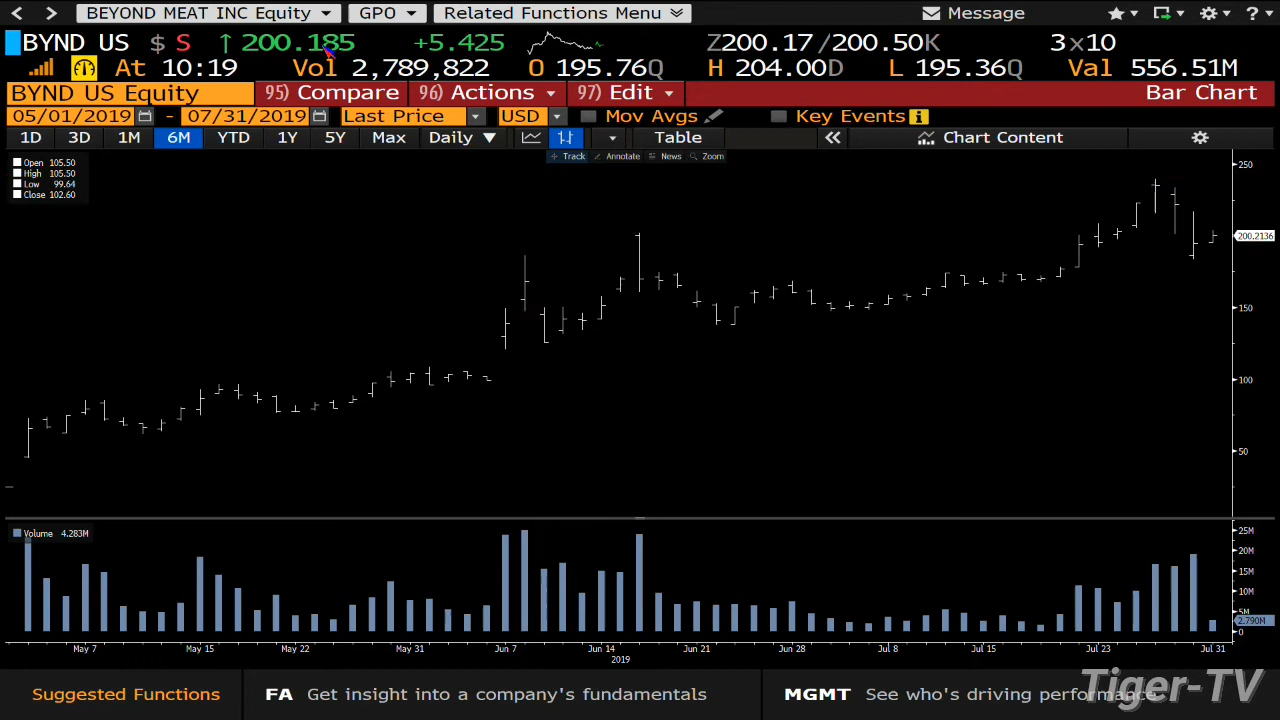 BEYOND MEAT INC Equity GPO Related Functions Menu Message ?
BYND US $ S ↑ 200.185 +5.425 Z200.17/200.50K 3x10
At 10:19 Vol 2,789,822 O 195.76Q H 204.00D L 195.36Q Val 556.51M
BYND US Equity 95) Compare 96) Actions 97) Edit Bar Chart
05/01/2019 - 07/31/2019 Last Price USD Mov Avgs Key Events i
1D 3D 1M 6M YTD 1Y 5Y Max Daily ▼ Table « Chart Content
Track Annotate News Zoom
Open 105.50
High 105.50
Low 99.64
Close 102.60
250
200.2136
150
100
50
Volume 4.283M
25M
20M
15M
10M
5M
2.790M
0
May 7 May 15 May 22 May 31 Jun 7 Jun 14 Jun 21 Jun 28 Jul 8 Jul 15 Jul 23 Jul 31
2019
Suggested Functions FA Get insight into a company's fundamentals MGMT See who's driving performance
Tiger-TV